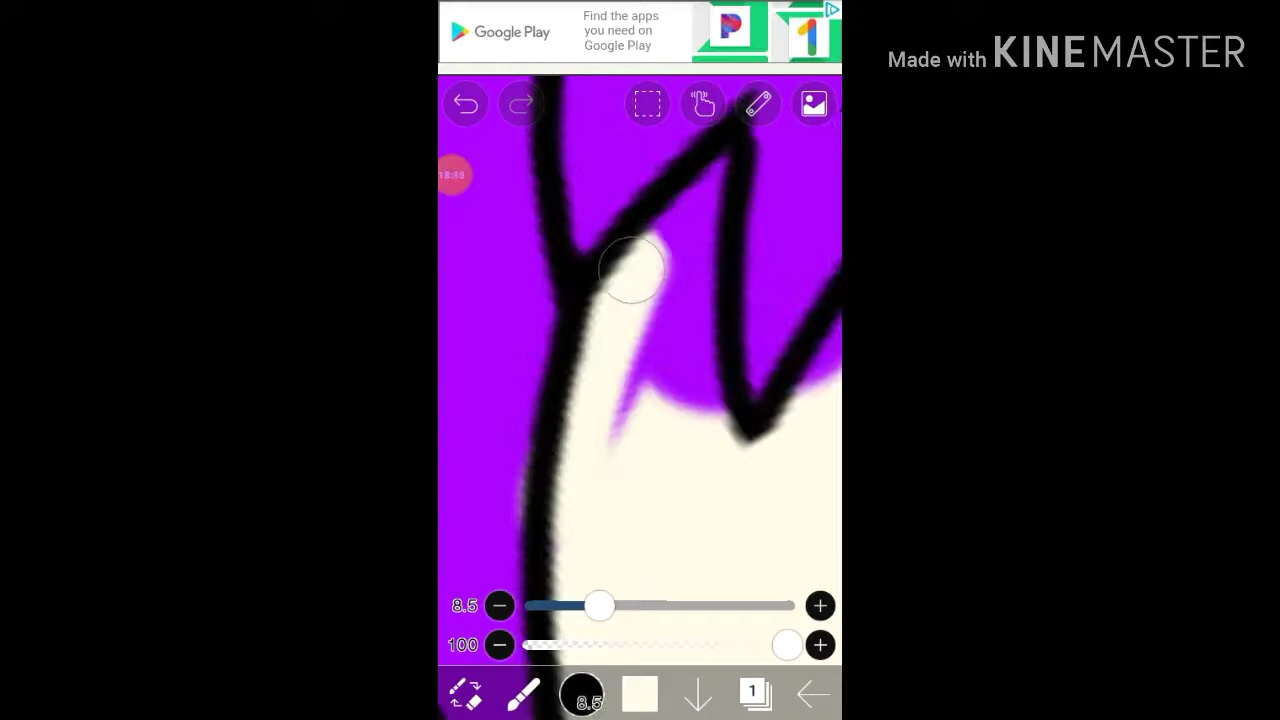 Google Play
Find the apps
you need on
Google Play
Made with KINEMASTER
8.5
100
8.5
1